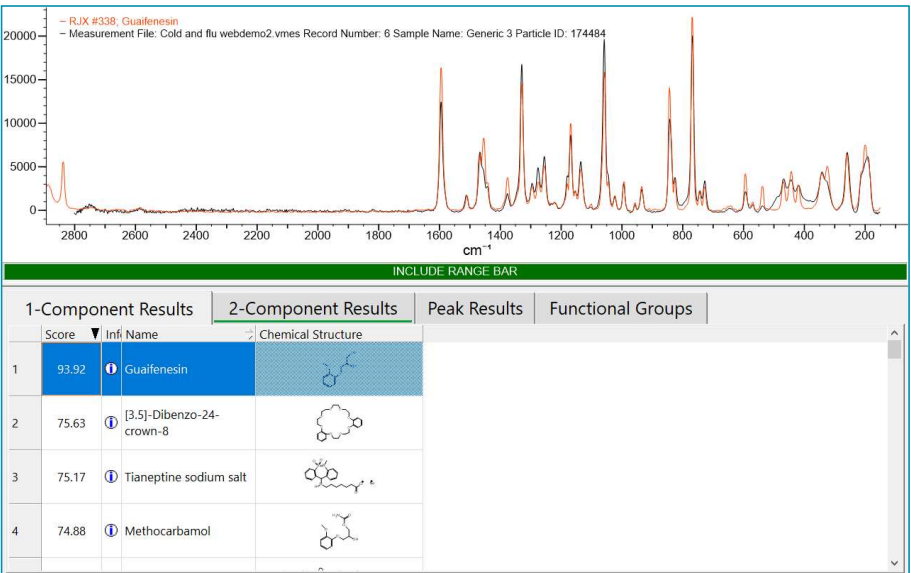 – RJX #338; Guaifenesin
– Measurement File: Cold and flu webdemo2.vmes Record Number: 6 Sample Name: Generic 3 Particle ID: 174484
20000
15000
10000
5000
0
2800 2600 2400 2200 2000 1800 1600 1400 1200 1000 800 600 400 200
cm⁻¹
INCLUDE RANGE BAR
1-Component Results 2-Component Results Peak Results Functional Groups
Score ▼ Inf Name Chemical Structure
1 93.92 Guaifenesin
2 75.63 [3.5]-Dibenzo-24-
crown-8
3 75.17 Tianeptine sodium salt
4 74.88 Methocarbamol